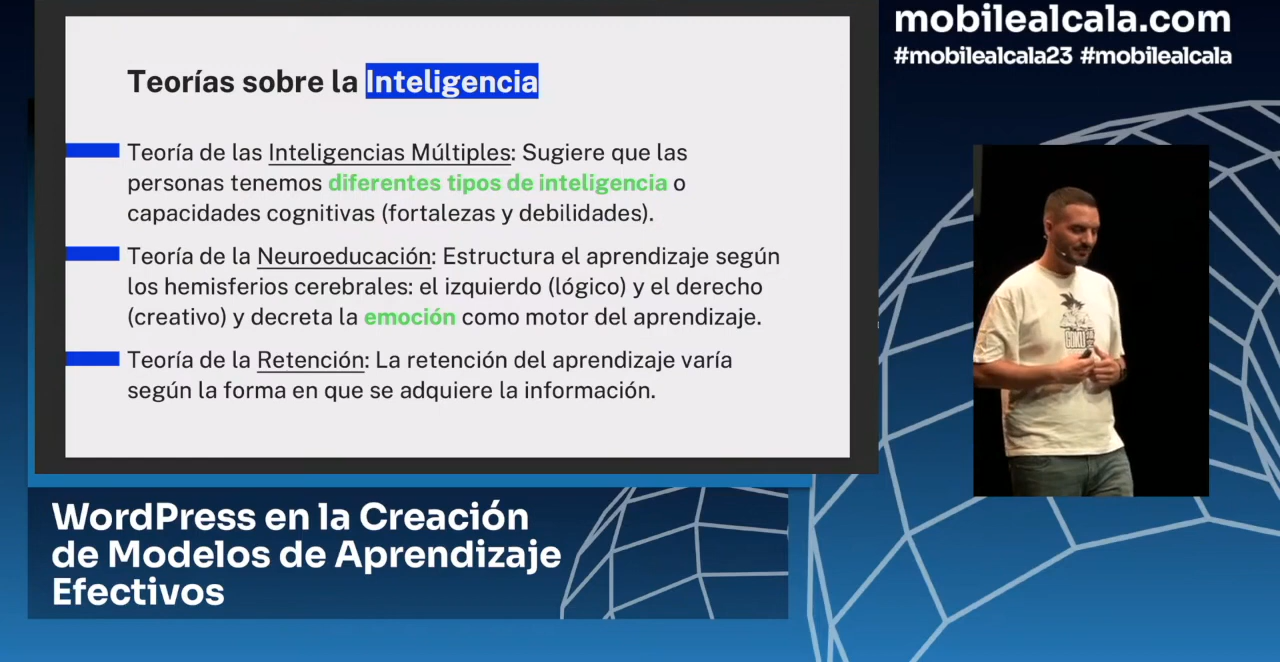 mobilealcala.com
#mobilealcala23 #mobilealcala
Teorías sobre la Inteligencia
Teoría de las Inteligencias Múltiples: Sugiere que las
personas tenemos diferentes tipos de inteligencia o
capacidades cognitivas (fortalezas y debilidades).
Teoría de la Neuroeducación: Estructura el aprendizaje según
los hemisferios cerebrales: el izquierdo (lógico) y el derecho
(creativo) y decreta la emoción como motor del aprendizaje.
Teoría de la Retención: La retención del aprendizaje varía
según la forma en que se adquiere la información.
GOKU
WordPress en la Creación
de Modelos de Aprendizaje
Efectivos